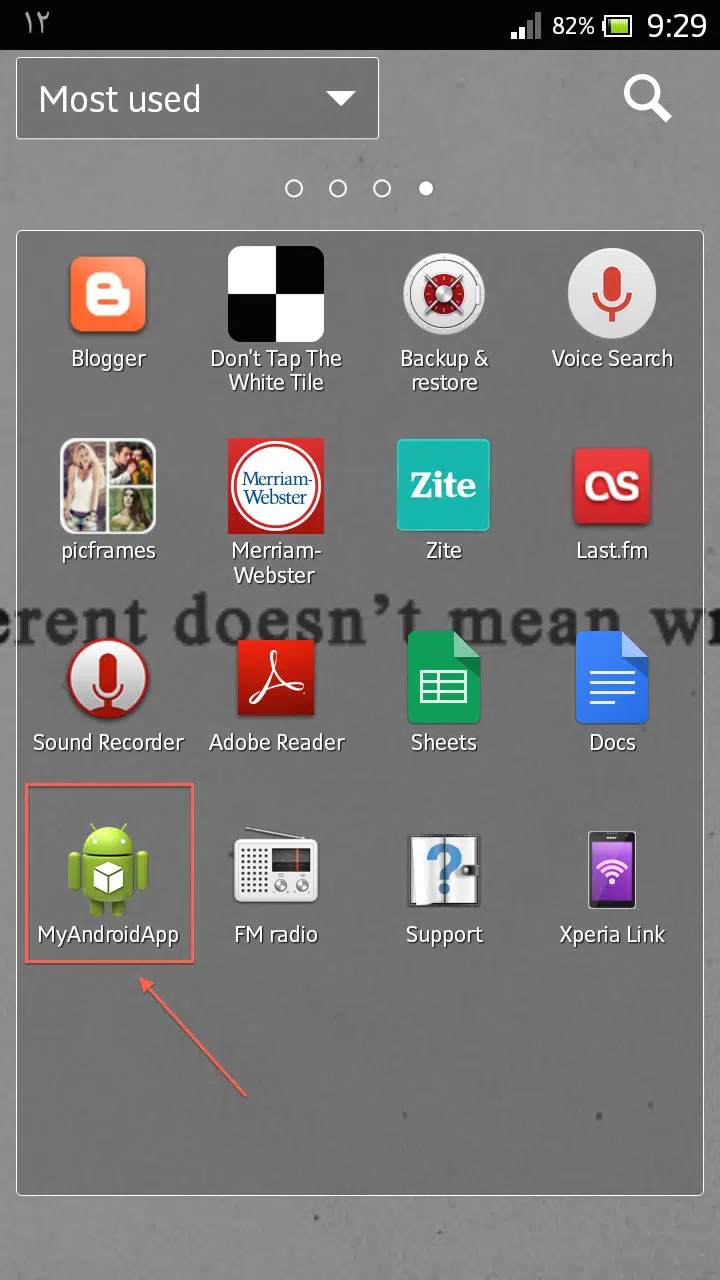 ١٢
82%
9:29
Most used
Blogger
Don't Tap The
White Tile
Backup &
restore
Voice Search
Merriam-
Webster
Zite
picframes
Merriam-
Webster
Zite
Last.fm
erent doesn't mean wr
Sound Recorder
Adobe Reader
Sheets
Docs
?
SONY
MyAndroidApp
FM radio
Support
Xperia Link